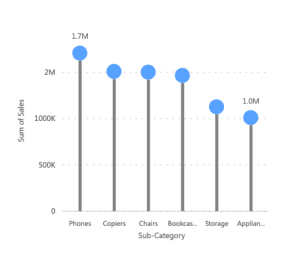 1.7M
2M
1.0M
1000K
500K
0
Sum of Sales
Phones Copiers Chairs Bookcas... Storage Applian...
Sub-Category